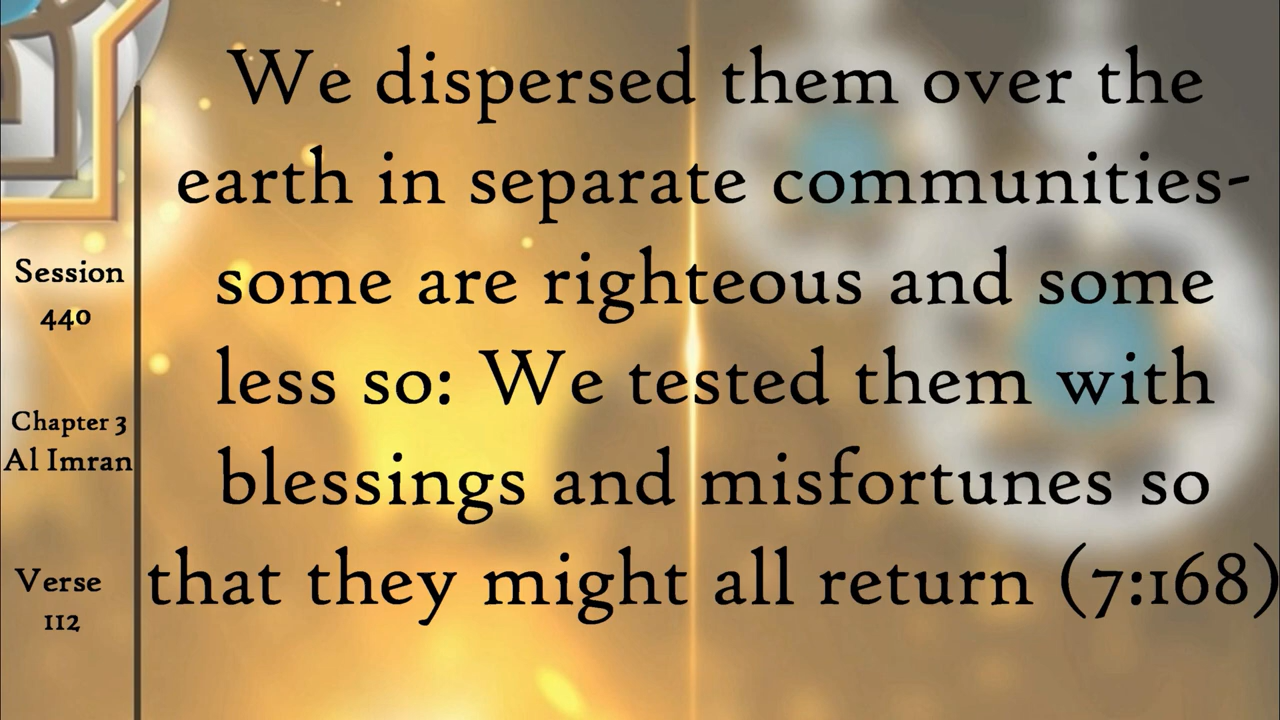 We dispersed them over the
earth in separate communities-
some are righteous and some
less so: We tested them with
blessings and misfortunes so
that they might all return (7:168)
Session
440
Chapter 3
Al Imran
Verse
112